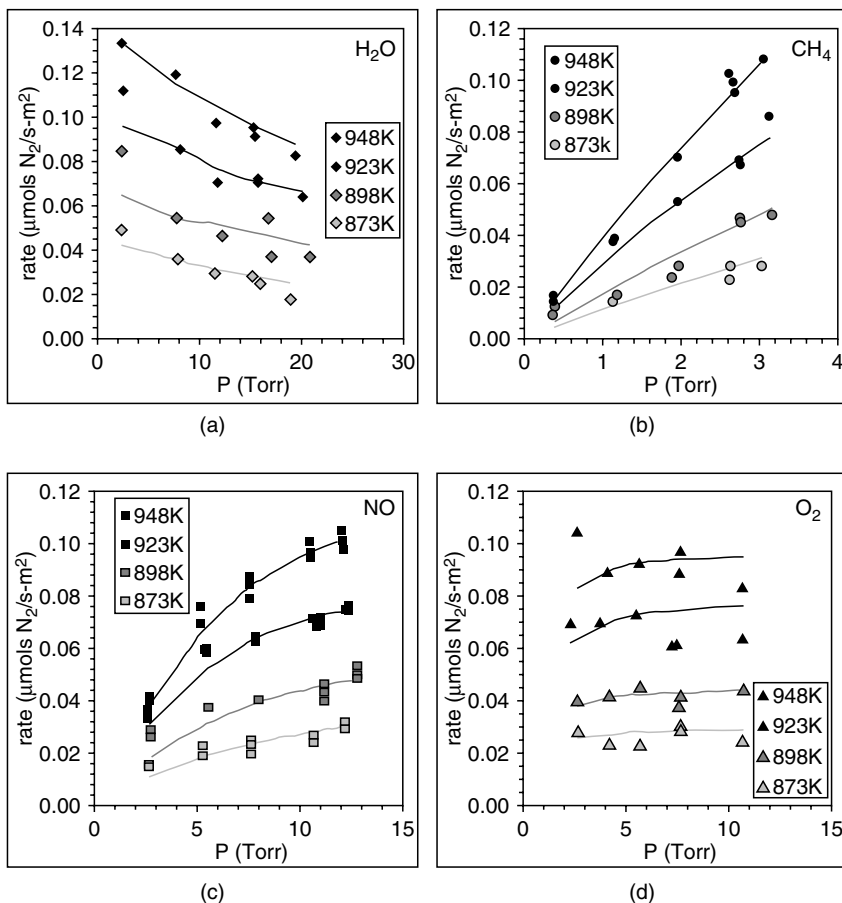 0.14
0.12
0.10
0.08
0.06
0.04
0.02
0.00
0 10 20 30
P (Torr)
rate (μmols N₂/s-m²)
H₂O
948K
923K
898K
873K
(a)
0.12
0.10
0.08
0.06
0.04
0.02
0.00
0 1 2 3 4
P (Torr)
rate (μmols N₂/s-m²)
CH₄
948K
923K
898K
873k
(b)
0.12
0.10
0.08
0.06
0.04
0.02
0.00
0 5 10 15
P (Torr)
rate (μmols N₂/s-m²)
NO
948K
923K
898K
873K
(c)
0.12
0.10
0.08
0.06
0.04
0.02
0.00
0 5 10 15
P (Torr)
rate (μmols N₂/s-m²)
O₂
948K
923K
898K
873K
(d)